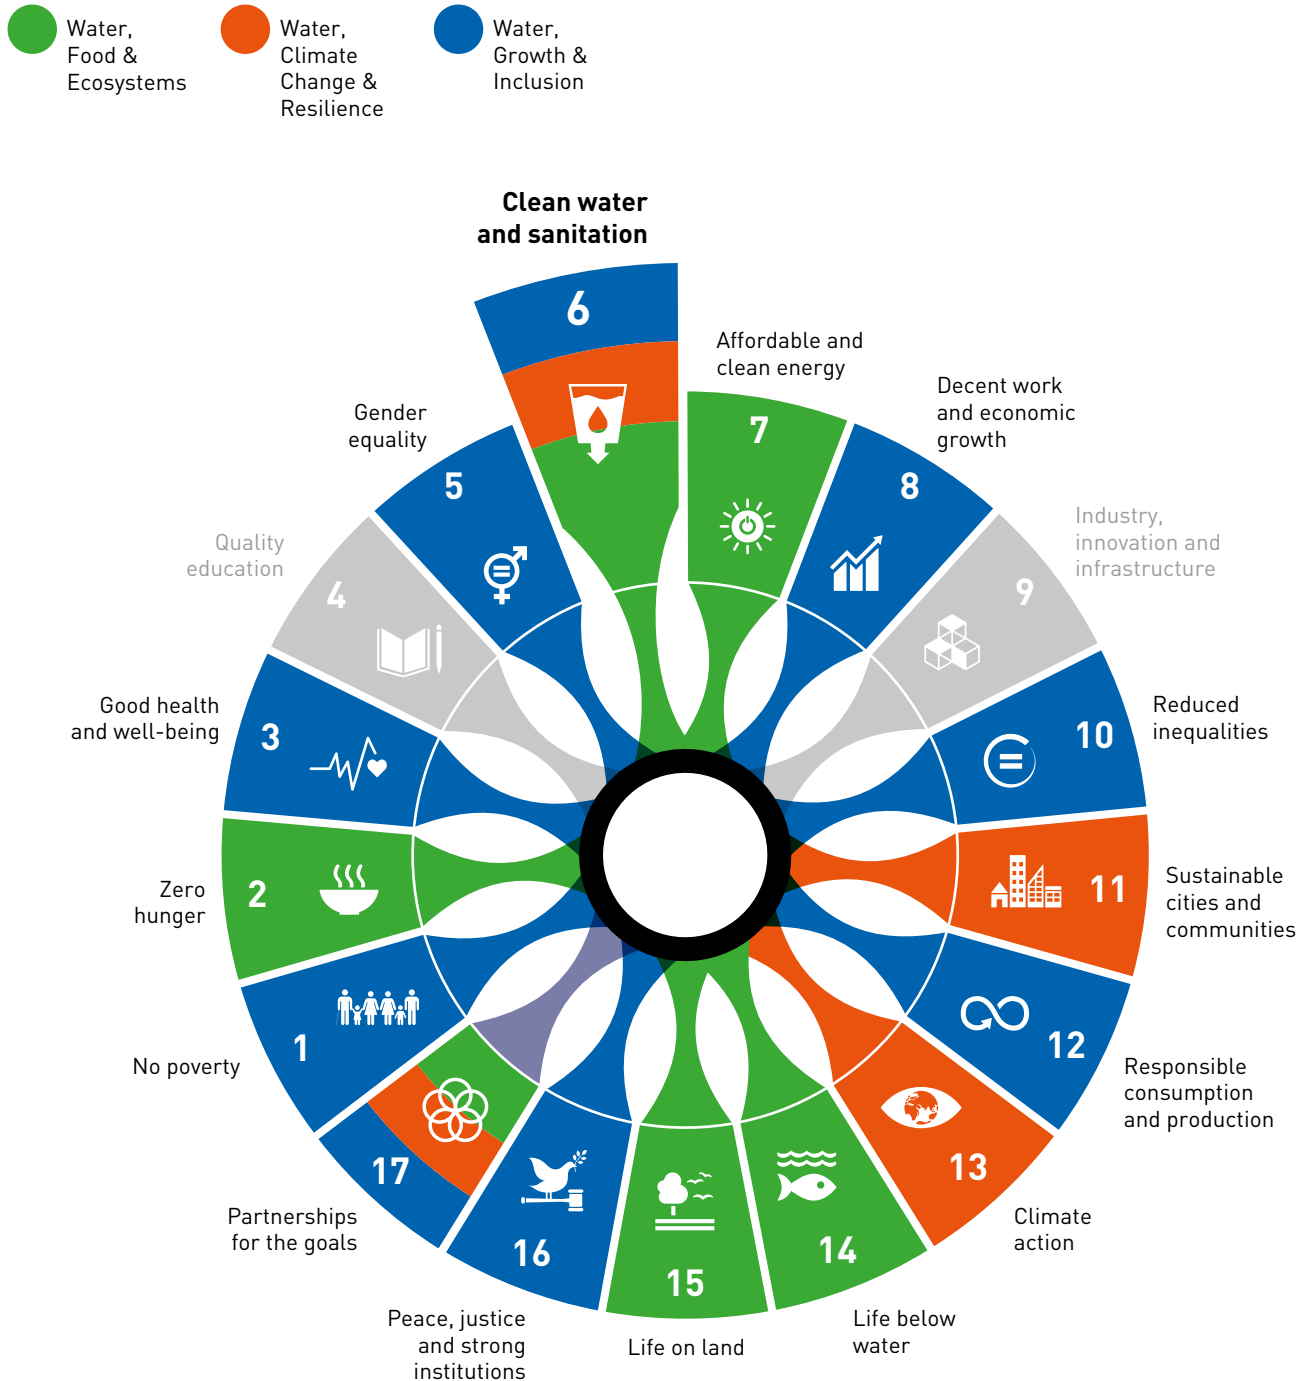 Water,
Food &
Ecosystems
Water,
Climate
Change &
Resilience
Water,
Growth &
Inclusion
Clean water
and sanitation
6
Affordable and
clean energy
7
Decent work
and economic
growth
8
Industry,
innovation and
infrastructure
9
Reduced
inequalities
10
Sustainable
cities and
communities
11
Responsible
consumption
and production
12
Climate
action
13
Life below
water
14
Life on land
15
Peace, justice
and strong
institutions
16
Partnerships
for the goals
17
No poverty
1
Zero
hunger
2
Good health
and well-being
3
Quality
education
4
Gender
equality
5